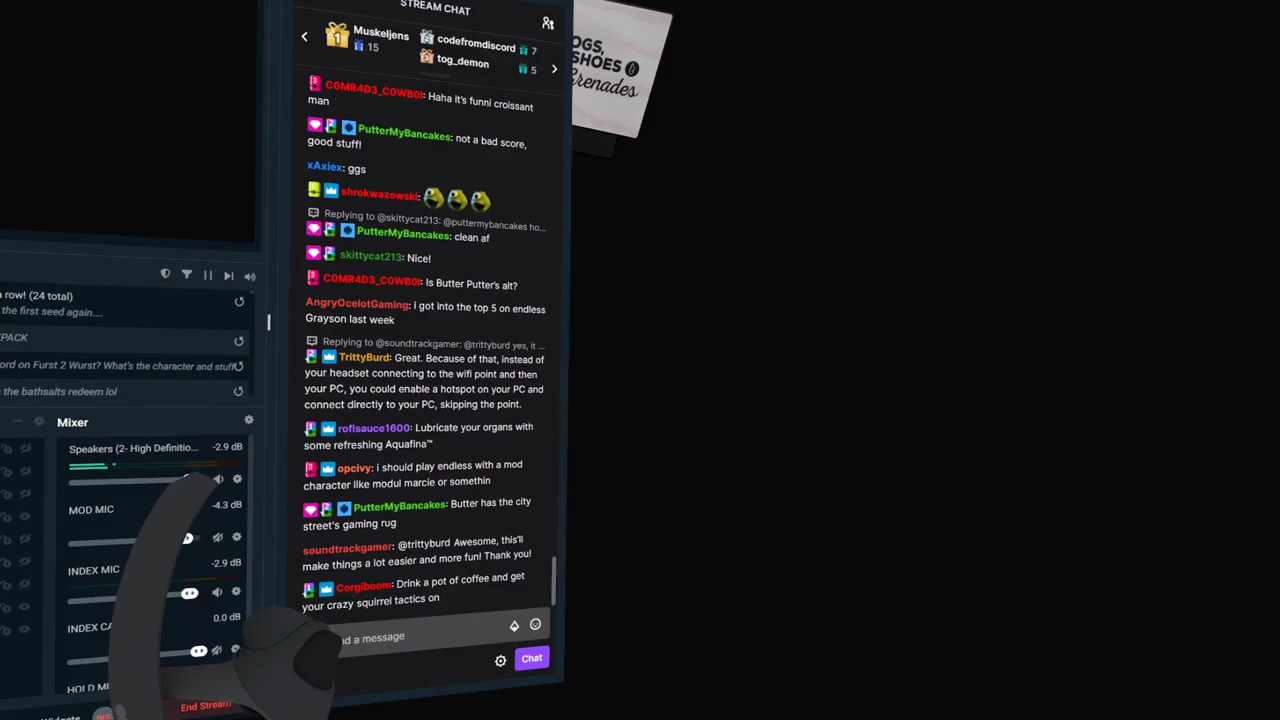 STREAM CHAT
1
Muskeljens
15
codefromdiscord
7
tog_demon
5
C0MR4D3_C0WB0I: Haha it's funni croissant
man
PutterMyBancakes: not a bad score,
good stuff!
xAxiex: ggs
shrokwazowski:
Replying to @skittycat213: @puttermybancakes ho...
PutterMyBancakes: clean af
skittycat213: Nice!
C0MR4D3_C0WB0I: Is Butter Putter's alt?
AngryOcelotGaming: i got into the top 5 on endless
Grayson last week
Replying to @soundtrackgamer: @trittyburd yes, it ...
TrittyBurd: Great. Because of that, instead of
your headset connecting to the wifi point and then
your PC, you could enable a hotspot on your PC and
connect directly to your PC, skipping the point.
roflsauce1600: Lubricate your organs with
some refreshing Aquafina™
opcivy: i should play endless with a mod
character like modul marcie or somethin
PutterMyBancakes: Butter has the city
street's gaming rug
soundtrackgamer: @trittyburd Awesome, this'll
make things a lot easier and more fun! Thank you!
Corgiboom: Drink a pot of coffee and get
your crazy squirrel tactics on
nd a message
Chat
row! (24 total)
the first seed again....
PACK
ord on Furst 2 Wurst? What's the character and stuff
the bathsalts redeem lol
Mixer
Speakers (2- High Definitio...
-2.9 dB
MOD MIC
-4.3 dB
INDEX MIC
-2.9 dB
INDEX CA
0.0 dB
HOLD MI
Widgets
REC
End Stream
OGS,
SHOES &
renades